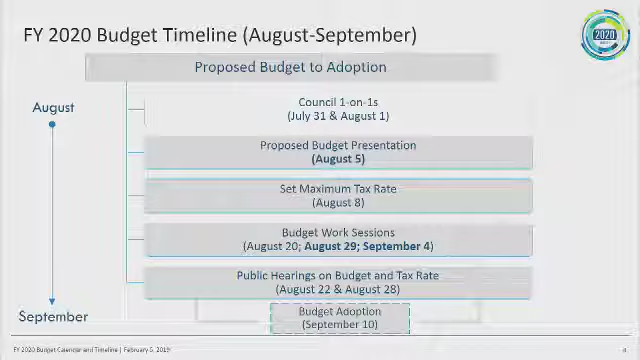 FY 2020 Budget Timeline (August-September)
2020
Proposed Budget to Adoption
August
Council 1-on-1s
(July 31 & August 1)
Proposed Budget Presentation
(August 5)
Set Maximum Tax Rate
(August 8)
Budget Work Sessions
(August 20; August 29; September 4)
Public Hearings on Budget and Tax Rate
(August 22 & August 28)
September
Budget Adoption
(September 10)
FY 2020 Budget Calendar and Timeline | February 5, 2019